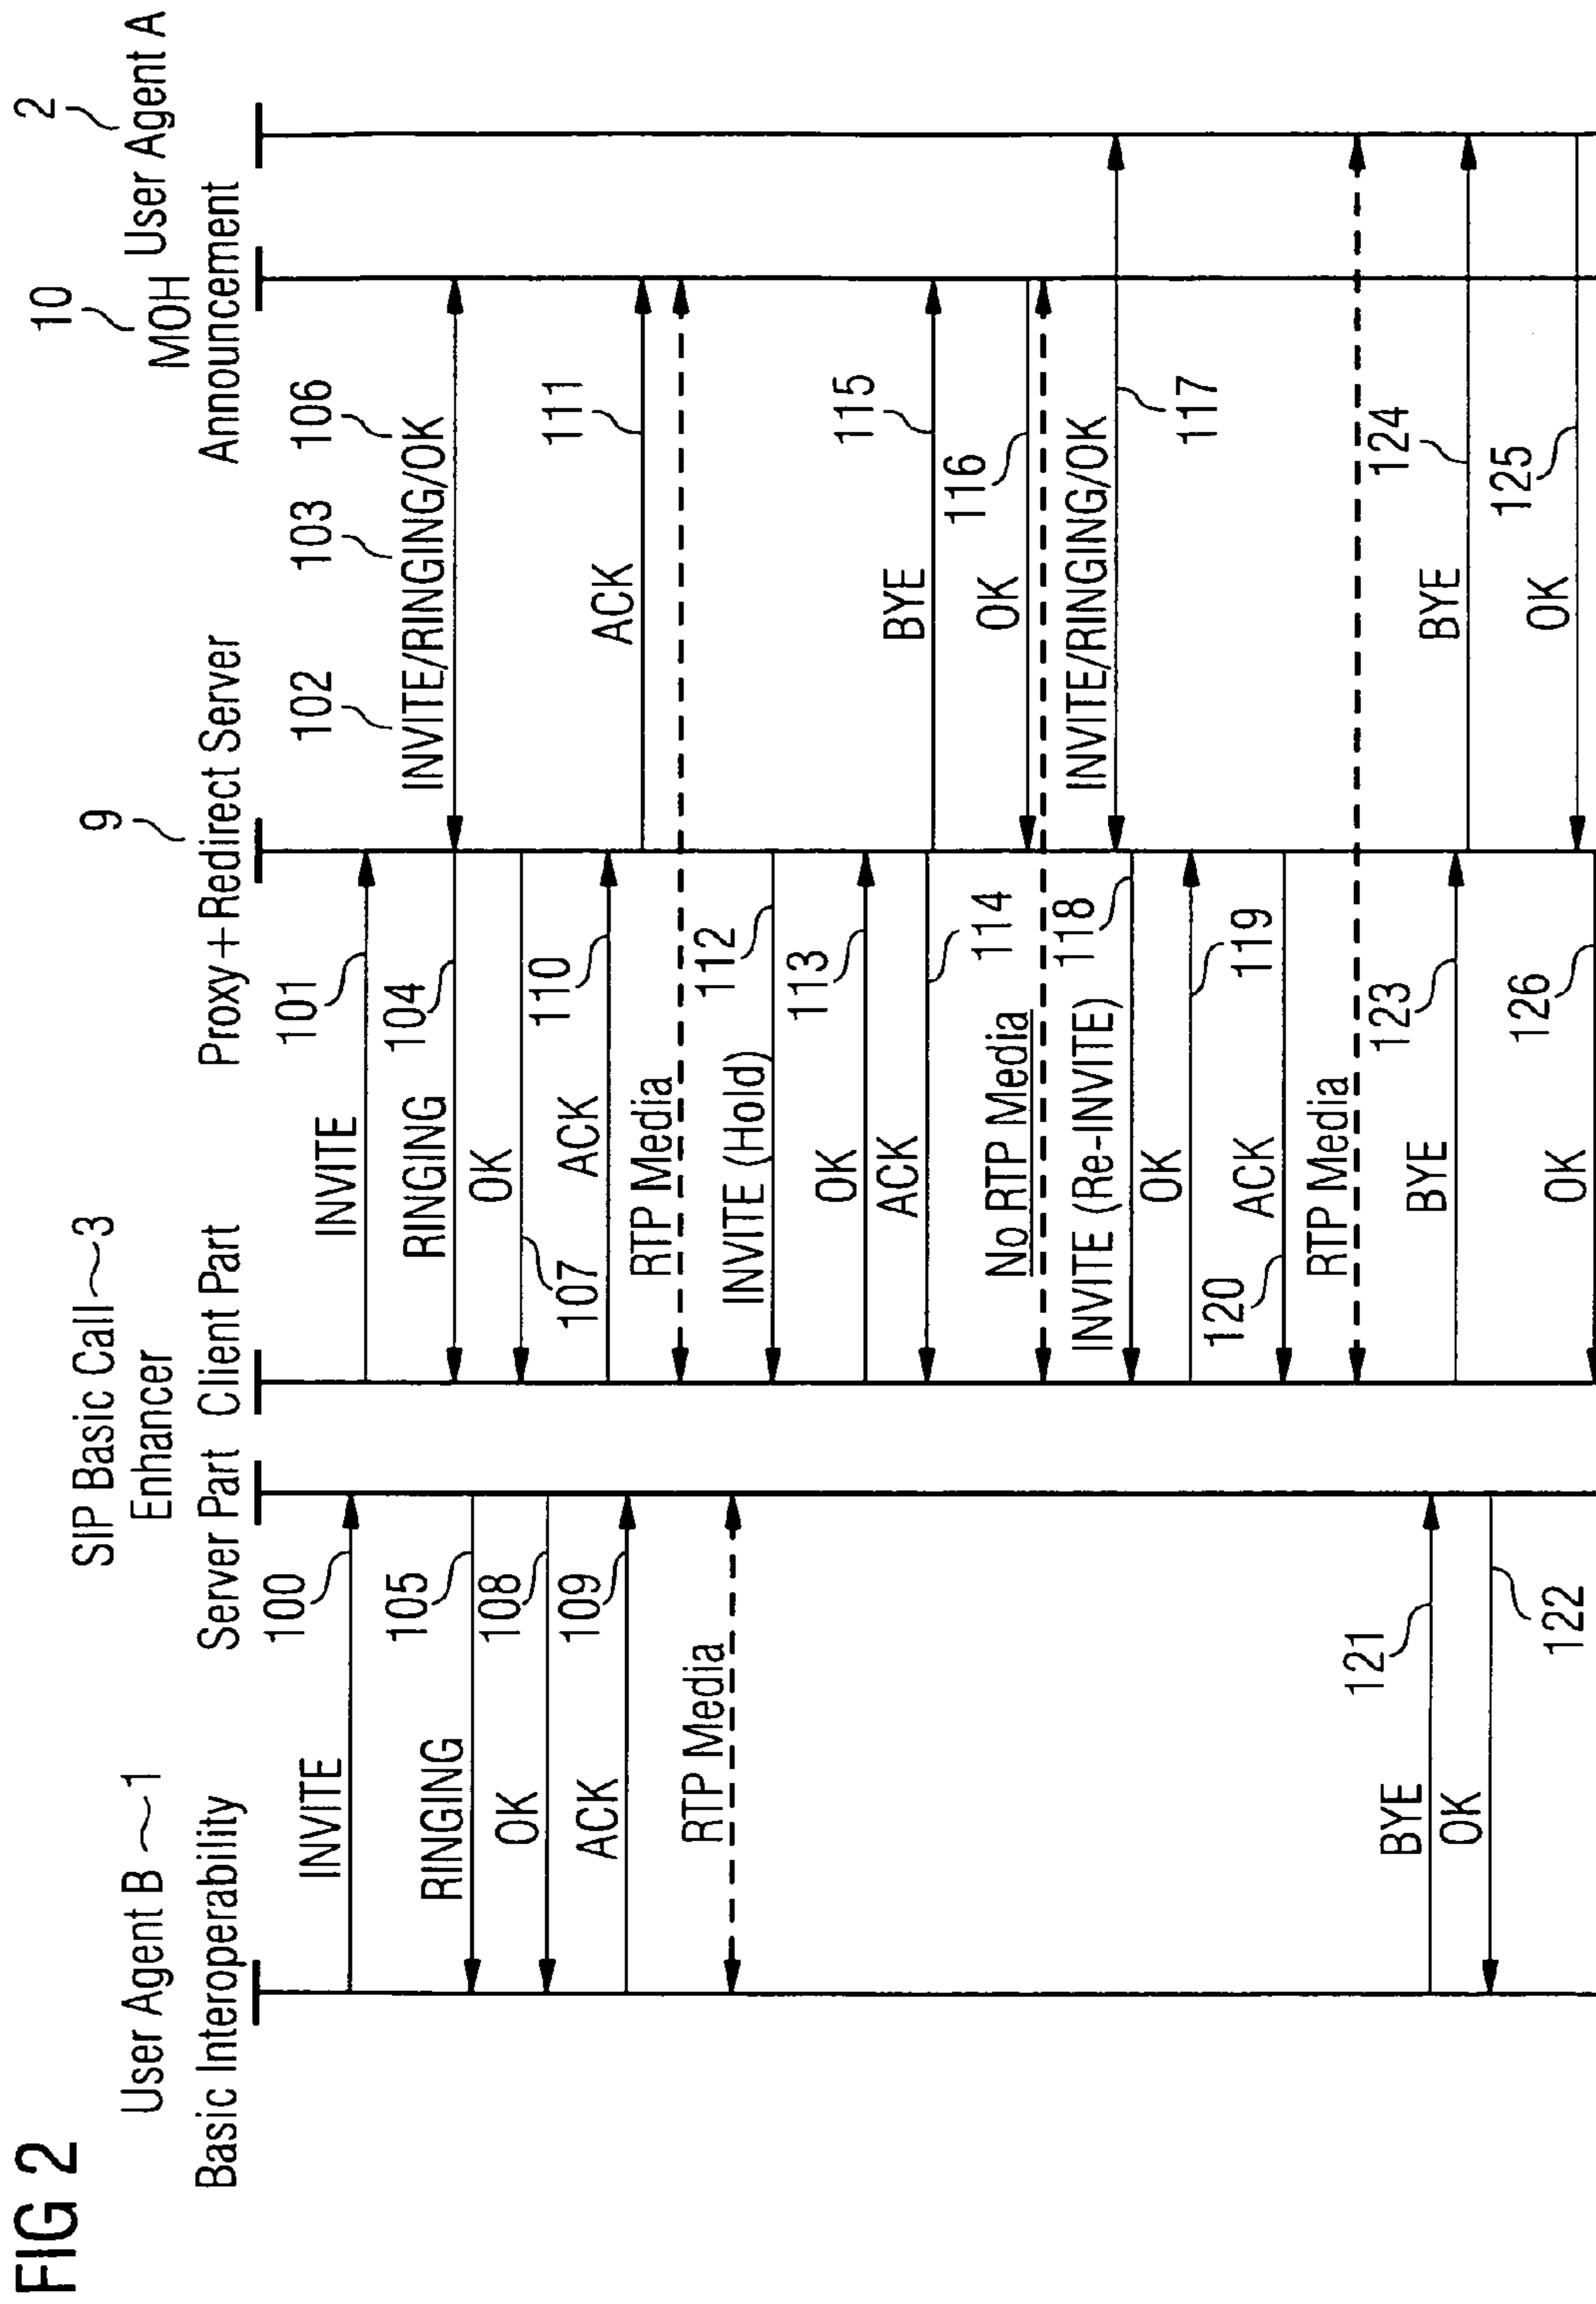 FIG 2
User Agent B ~1
Basic Interoperability
SIP Basic Call ~3
Enhancer
Server Part
Client Part
9
Proxy+Redirect Server
10
MOH
Announcement
2
User Agent A
100
INVITE
101
INVITE
102
103
106
INVITE/RINGING/OK
104
RINGING
105
RINGING
OK
107
108
OK
109
ACK
110
ACK
111
ACK
RTP Media
RTP Media
112
INVITE (Hold)
113
OK
ACK
114
115
BYE
116
OK
No RTP Media
INVITE/RINGING/OK
117
118
INVITE (Re-INVITE)
OK
119
ACK
120
RTP Media
121
BYE
OK
122
BYE
123
124
BYE
125
OK
126
OK